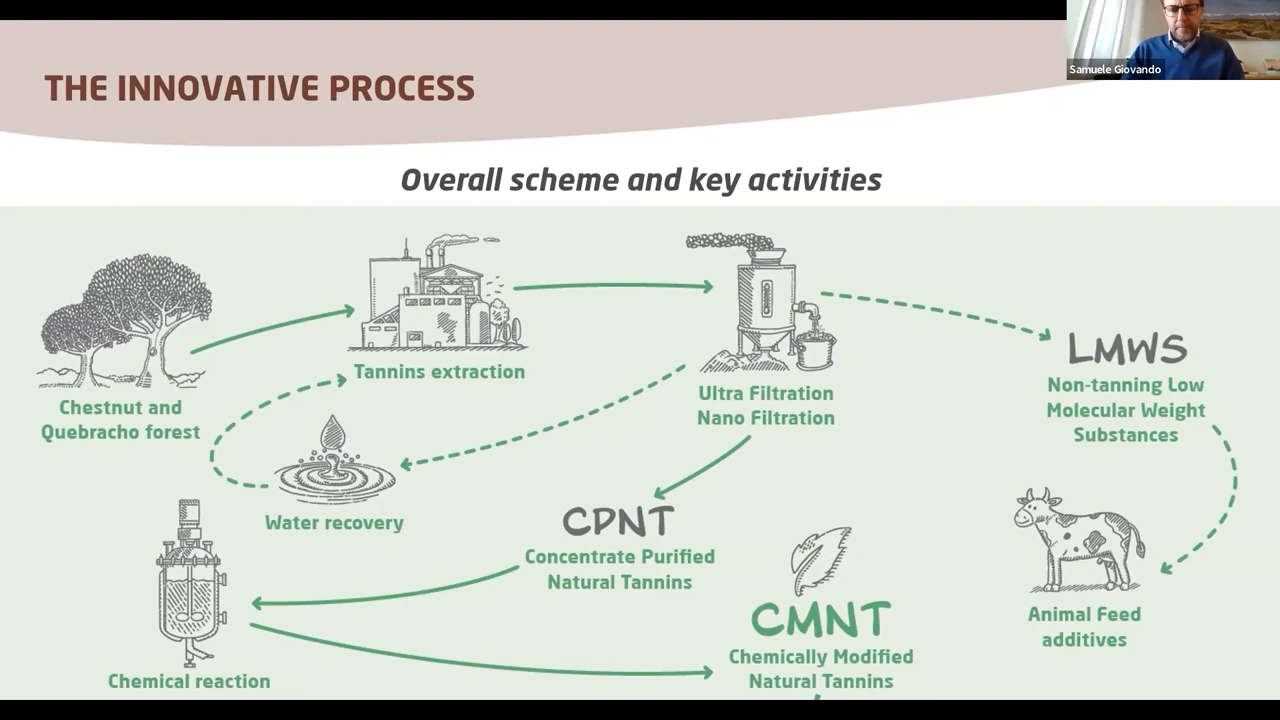 Samuele Giovando
THE INNOVATIVE PROCESS
Overall scheme and key activities
Tannins extraction
Chestnut and
Quebracho forest
Ultra Filtration
Nano Filtration
LMWS
Non-tanning Low
Molecular Weight
Substances
Water recovery
CPNT
Concentrate Purified
Natural Tannins
CMNT
Chemically Modified
Natural Tannins
Animal Feed
additives
Chemical reaction